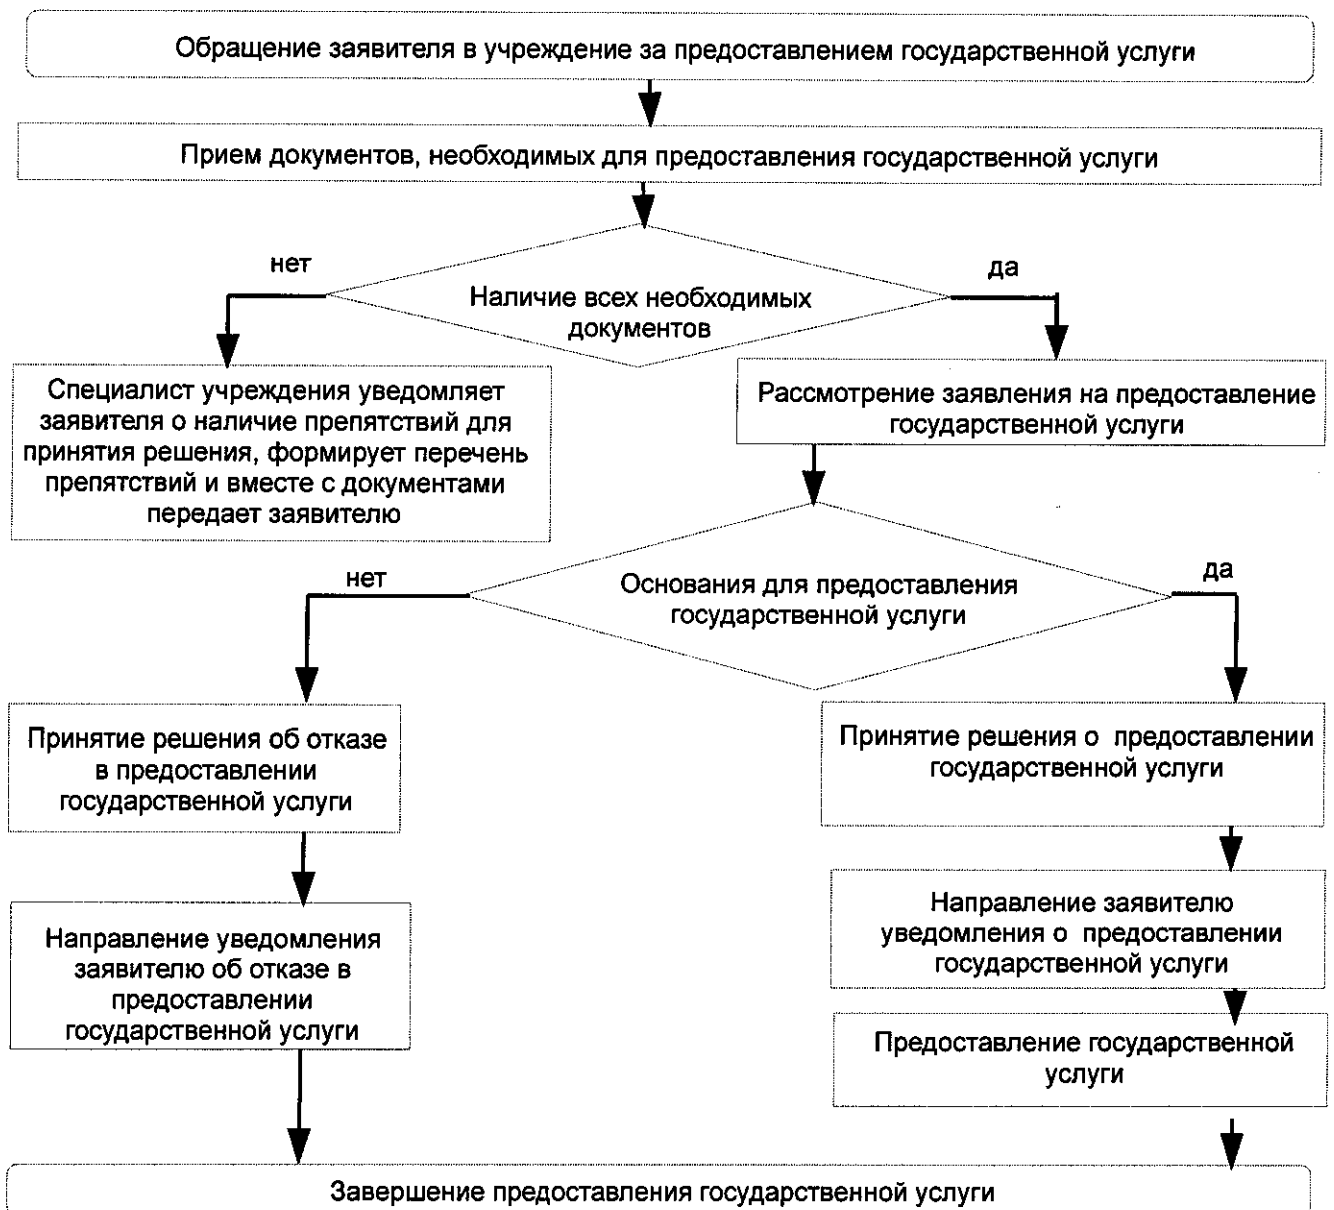 Обращение заявителя в учреждение за предоставлением государственной услуги
Прием документов, необходимых для предоставления государственной услуги
нет
да
Наличие всех необходимых
документов
Специалист учреждения уведомляет
заявителя о наличие препятствий для
принятия решения, формирует перечень
препятствий и вместе с документами
передает заявителю
Рассмотрение заявления на предоставление
государственной услуги
нет
да
Основания для предоставления
государственной услуги
Принятие решения об отказе
в предоставлении
государственной услуги
Принятие решения о предоставлении
государственной услуги
Направление уведомления
заявителю об отказе в
предоставлении
государственной услуги
Направление заявителю
уведомления о предоставлении
государственной услуги
Предоставление государственной
услуги
Завершение предоставления государственной услуги